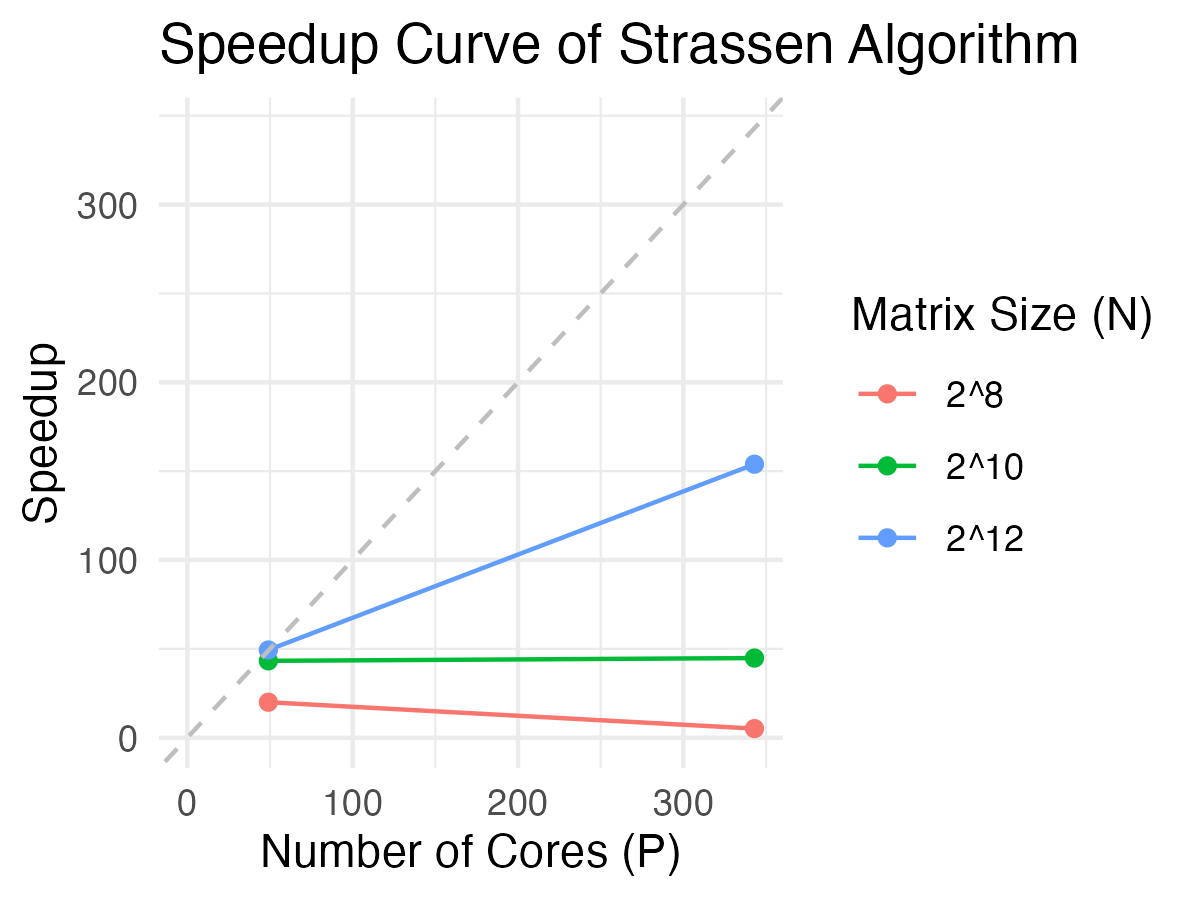 Speedup Curve of Strassen Algorithm
300
200
100
0
Speedup
0 100 200 300
Number of Cores (P)
Matrix Size (N)
2^8
2^10
2^12